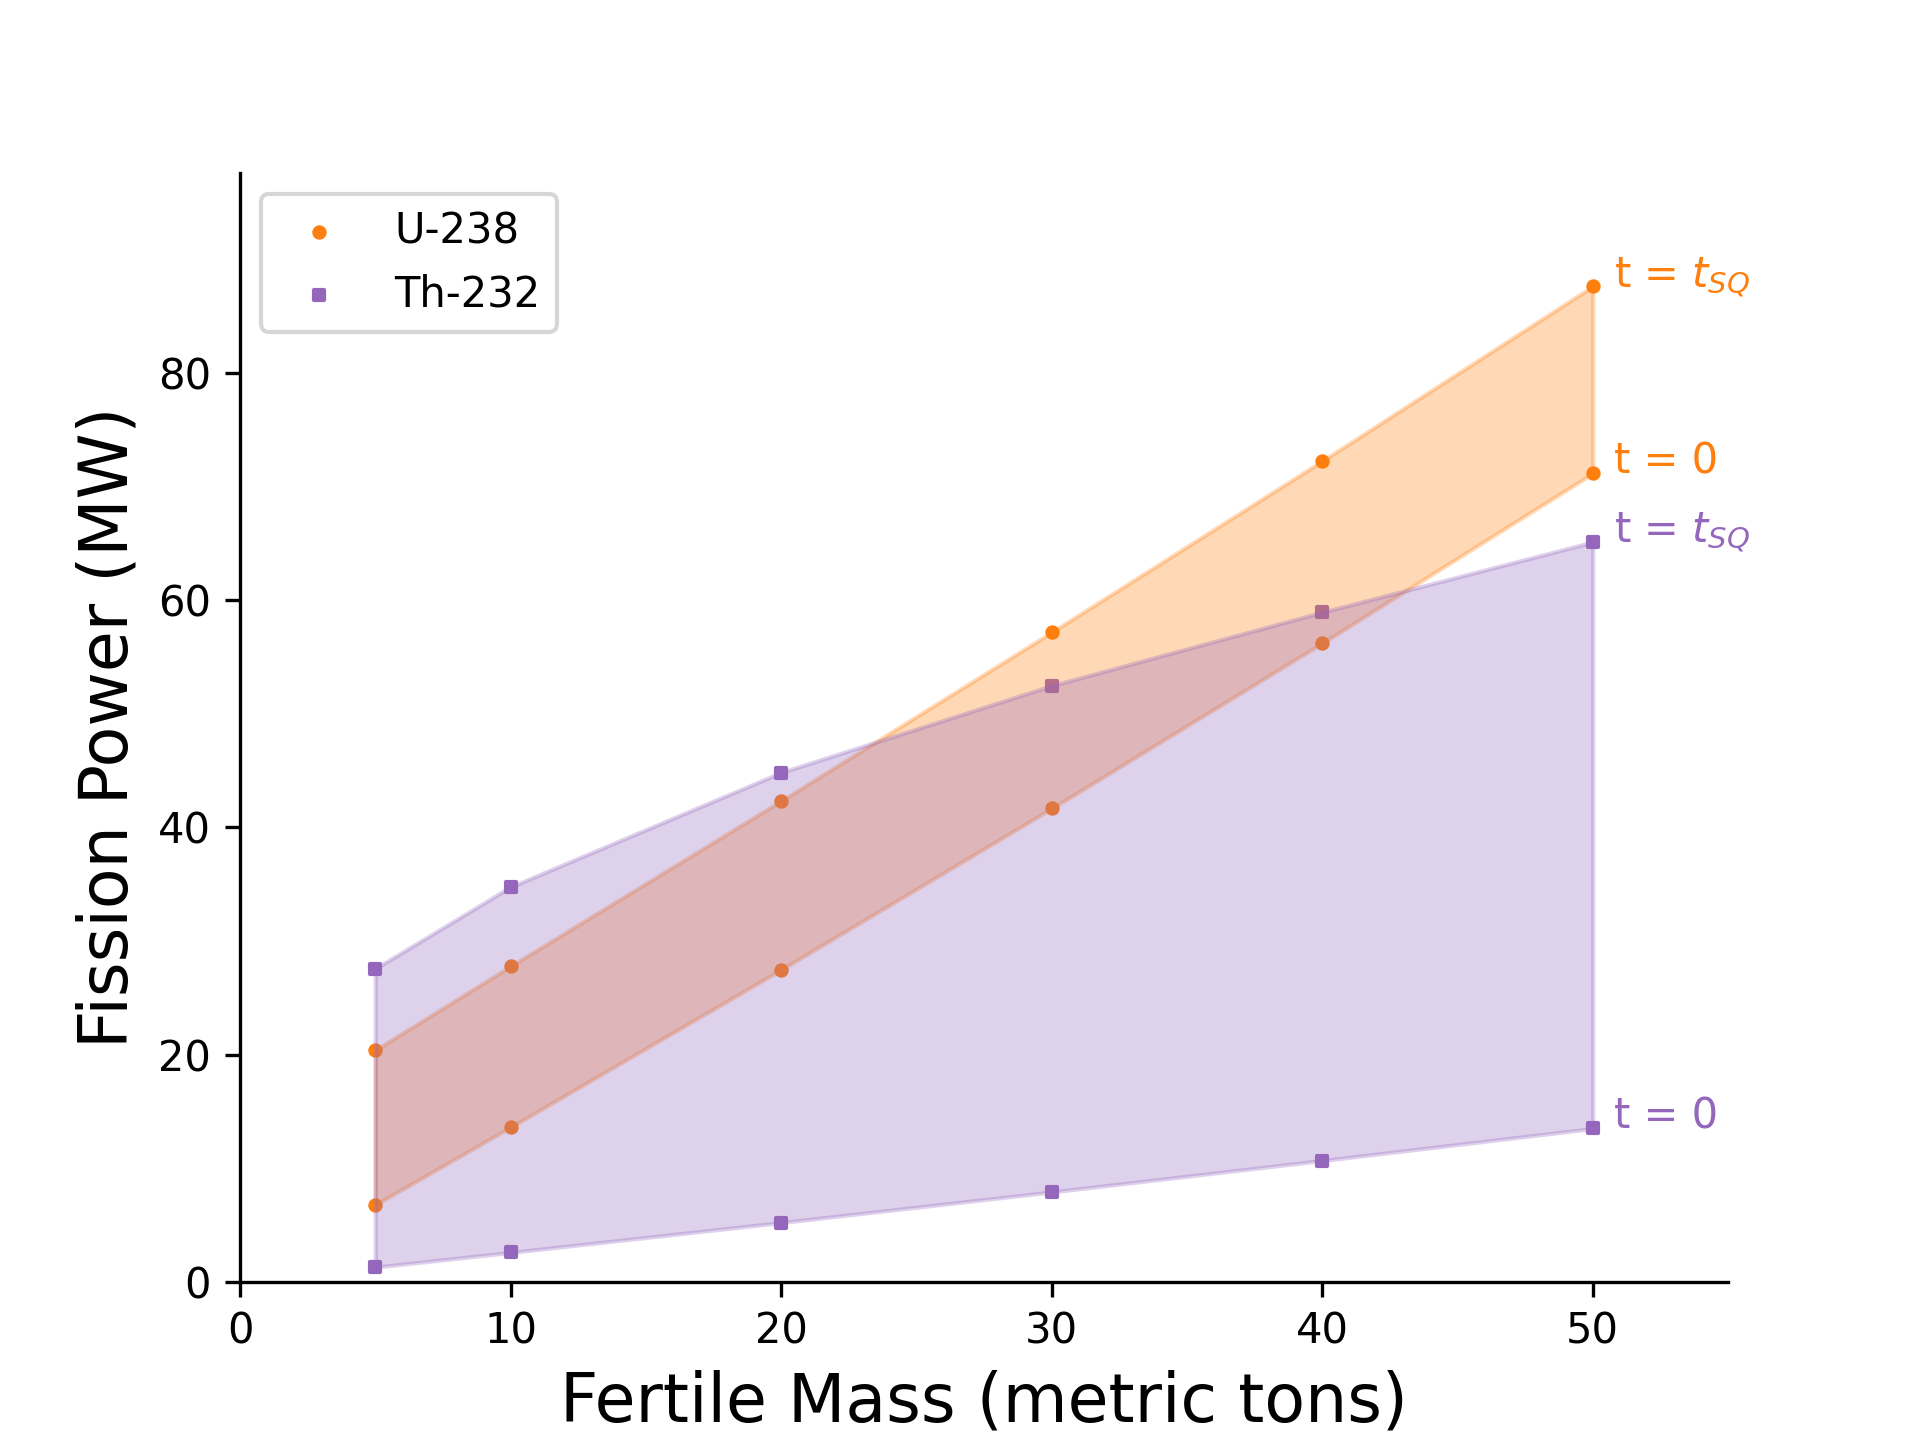 U-238
Th-232
t = t_SQ
t = 0
t = t_SQ
t = 0
80
60
40
20
0
0 10 20 30 40 50
Fission Power (MW)
Fertile Mass (metric tons)